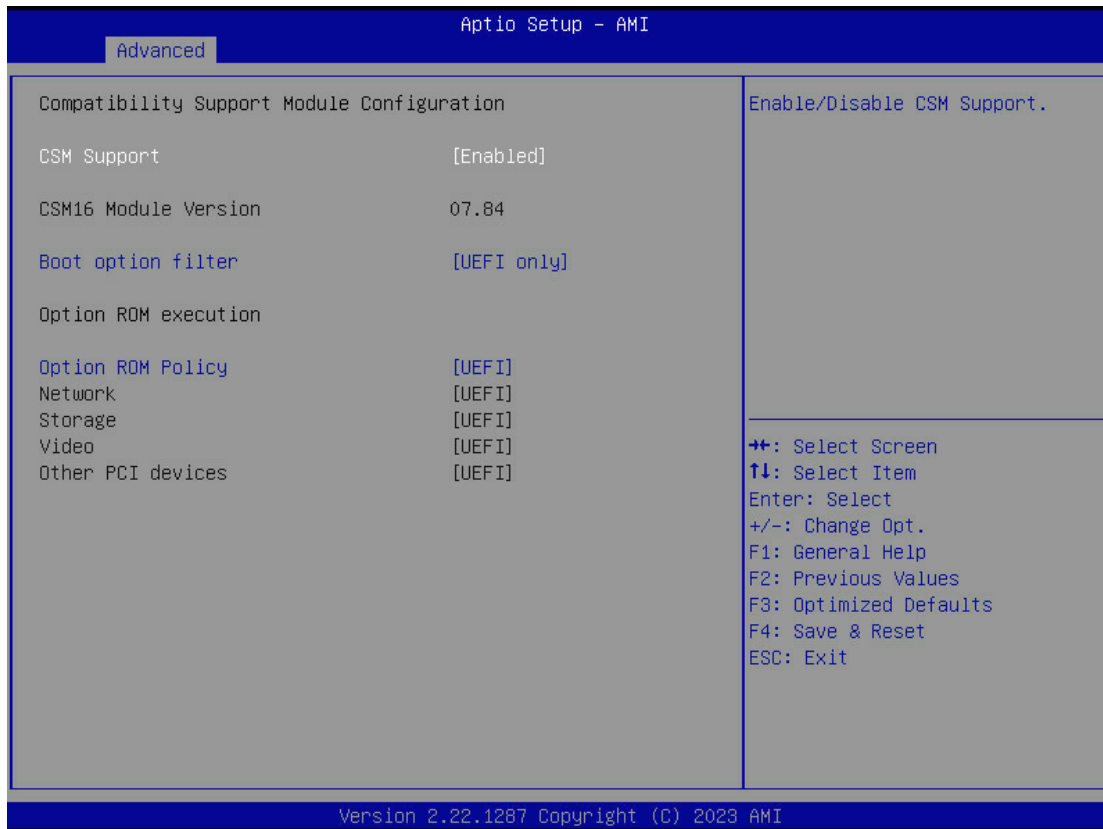 Aptio Setup – AMI
Advanced
Compatibility Support Module Configuration
CSM Support [Enabled]
CSM16 Module Version 07.84
Boot option filter [UEFI only]
Option ROM execution
Option ROM Policy [UEFI]
Network [UEFI]
Storage [UEFI]
Video [UEFI]
Other PCI devices [UEFI]
Enable/Disable CSM Support.
→←: Select Screen
↑↓: Select Item
Enter: Select
+/-: Change Opt.
F1: General Help
F2: Previous Values
F3: Optimized Defaults
F4: Save & Reset
ESC: Exit
Version 2.22.1287 Copyright (C) 2023 AMI